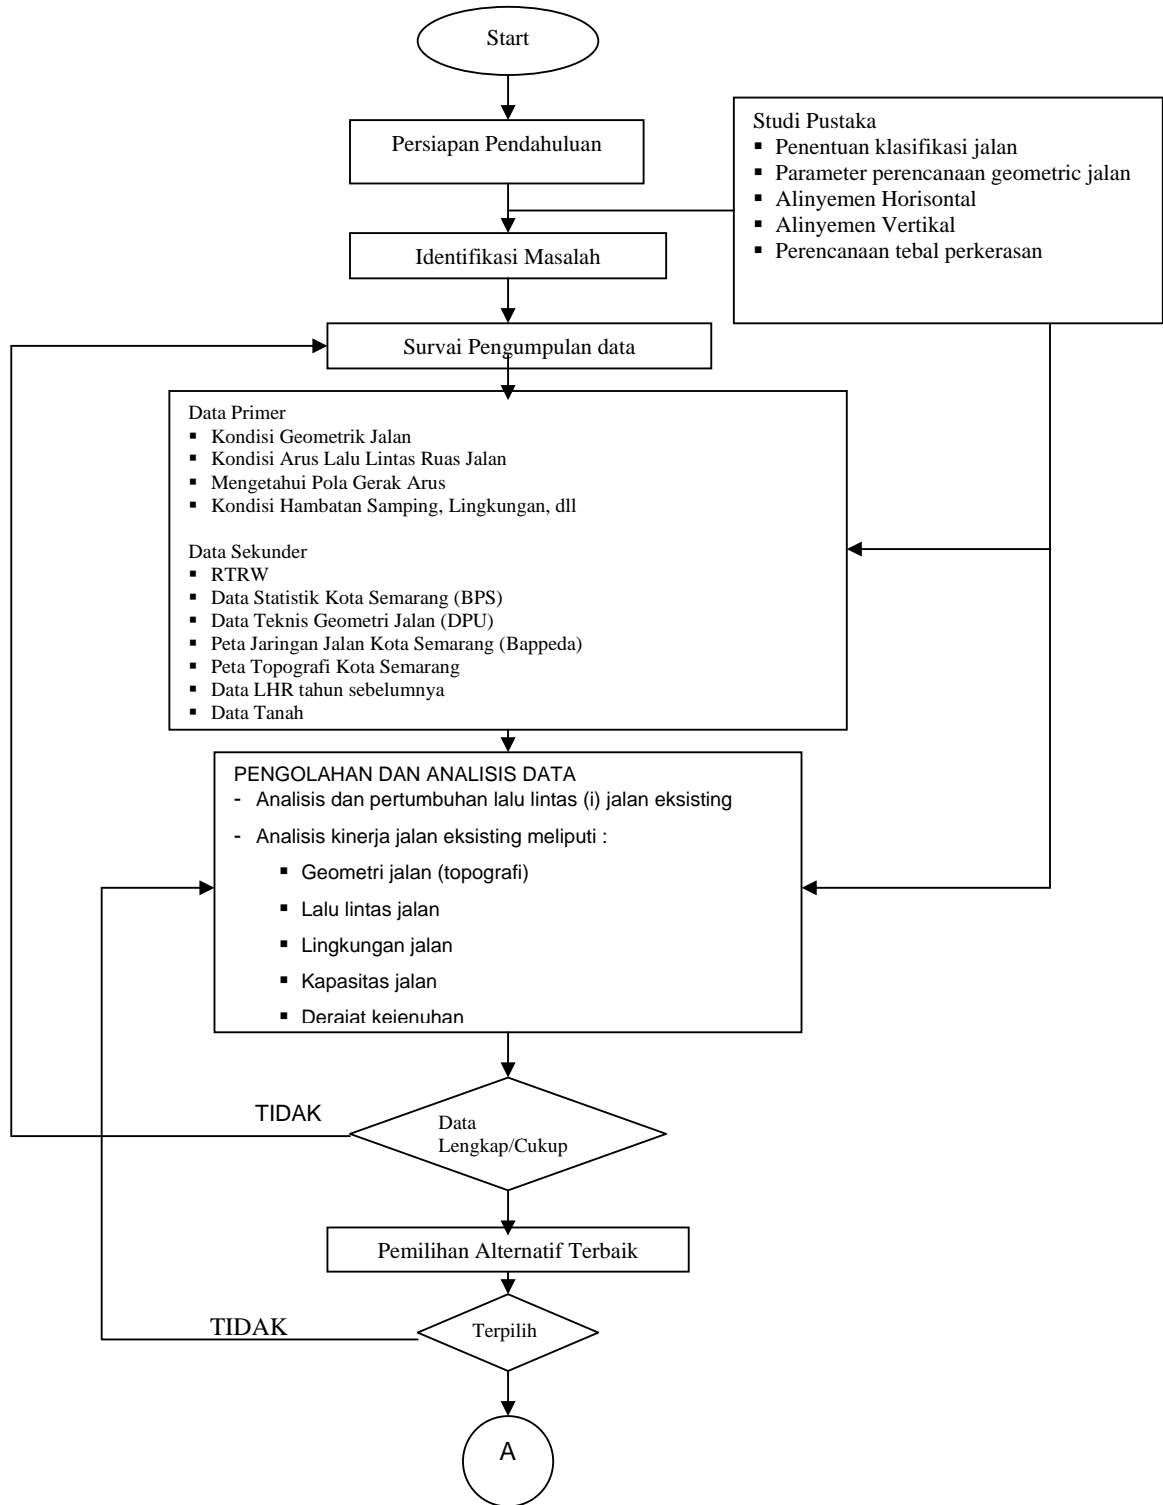 Start
Persiapan Pendahuluan
Studi Pustaka
▪ Penentuan klasifikasi jalan
▪ Parameter perencanaan geometric jalan
▪ Alinyemen Horisontal
▪ Alinyemen Vertikal
▪ Perencanaan tebal perkerasan
Identifikasi Masalah
Survai Pengumpulan data
Data Primer
▪ Kondisi Geometrik Jalan
▪ Kondisi Arus Lalu Lintas Ruas Jalan
▪ Mengetahui Pola Gerak Arus
▪ Kondisi Hambatan Samping, Lingkungan, dll
Data Sekunder
▪ RTRW
▪ Data Statistik Kota Semarang (BPS)
▪ Data Teknis Geometri Jalan (DPU)
▪ Peta Jaringan Jalan Kota Semarang (Bappeda)
▪ Peta Topografi Kota Semarang
▪ Data LHR tahun sebelumnya
▪ Data Tanah
PENGOLAHAN DAN ANALISIS DATA
- Analisis dan pertumbuhan lalu lintas (i) jalan eksisting
- Analisis kinerja jalan eksisting meliputi :
▪ Geometri jalan (topografi)
▪ Lalu lintas jalan
▪ Lingkungan jalan
▪ Kapasitas jalan
▪ Derajat kejenuhan
TIDAK
Data
Lengkap/Cukup
Pemilihan Alternatif Terbaik
TIDAK
Terpilih
A